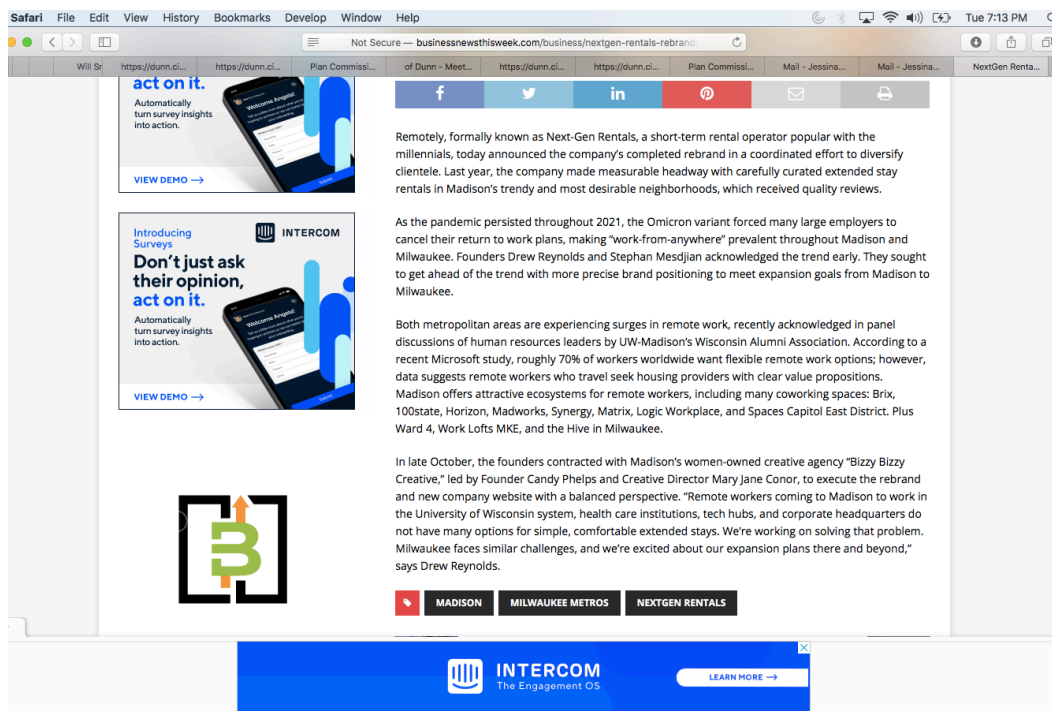 Safari File Edit View History Bookmarks Develop Window Help Tue 7:13 PM
Not Secure — businessnewsthisweek.com/business/nextgen-rentals-rebrand
Will Sr https://dunn.ci... https://dunn.ci... Plan Commissi... of Dunn - Meet... https://dunn.ci... https://dunn.ci... Plan Commissi... Mail - Jessina... Mail - Jessina... NextGen Renta...
act on it.
Automatically
turn survey insights
into action.
Welcome Angela!
VIEW DEMO →
Introducing
Surveys
INTERCOM
Don't just ask
their opinion,
act on it.
Automatically
turn survey insights
into action.
Welcome Angela!
VIEW DEMO →
B
f in
Remotely, formally known as Next-Gen Rentals, a short-term rental operator popular with the
millennials, today announced the company's completed rebrand in a coordinated effort to diversify
clientele. Last year, the company made measurable headway with carefully curated extended stay
rentals in Madison's trendy and most desirable neighborhoods, which received quality reviews.
As the pandemic persisted throughout 2021, the Omicron variant forced many large employers to
cancel their return to work plans, making "work-from-anywhere" prevalent throughout Madison and
Milwaukee. Founders Drew Reynolds and Stephan Mesdjian acknowledged the trend early. They sought
to get ahead of the trend with more precise brand positioning to meet expansion goals from Madison to
Milwaukee.
Both metropolitan areas are experiencing surges in remote work, recently acknowledged in panel
discussions of human resources leaders by UW-Madison's Wisconsin Alumni Association. According to a
recent Microsoft study, roughly 70% of workers worldwide want flexible remote work options; however,
data suggests remote workers who travel seek housing providers with clear value propositions.
Madison offers attractive ecosystems for remote workers, including many coworking spaces: Brix,
100state, Horizon, Madworks, Synergy, Matrix, Logic Workplace, and Spaces Capitol East District. Plus
Ward 4, Work Lofts MKE, and the Hive in Milwaukee.
In late October, the founders contracted with Madison's women-owned creative agency "Bizzy Bizzy
Creative," led by Founder Candy Phelps and Creative Director Mary Jane Conor, to execute the rebrand
and new company website with a balanced perspective. "Remote workers coming to Madison to work in
the University of Wisconsin system, health care institutions, tech hubs, and corporate headquarters do
not have many options for simple, comfortable extended stays. We're working on solving that problem.
Milwaukee faces similar challenges, and we're excited about our expansion plans there and beyond,"
says Drew Reynolds.
MADISON MILWAUKEE METROS NEXTGEN RENTALS
INTERCOM
The Engagement OS
LEARN MORE →